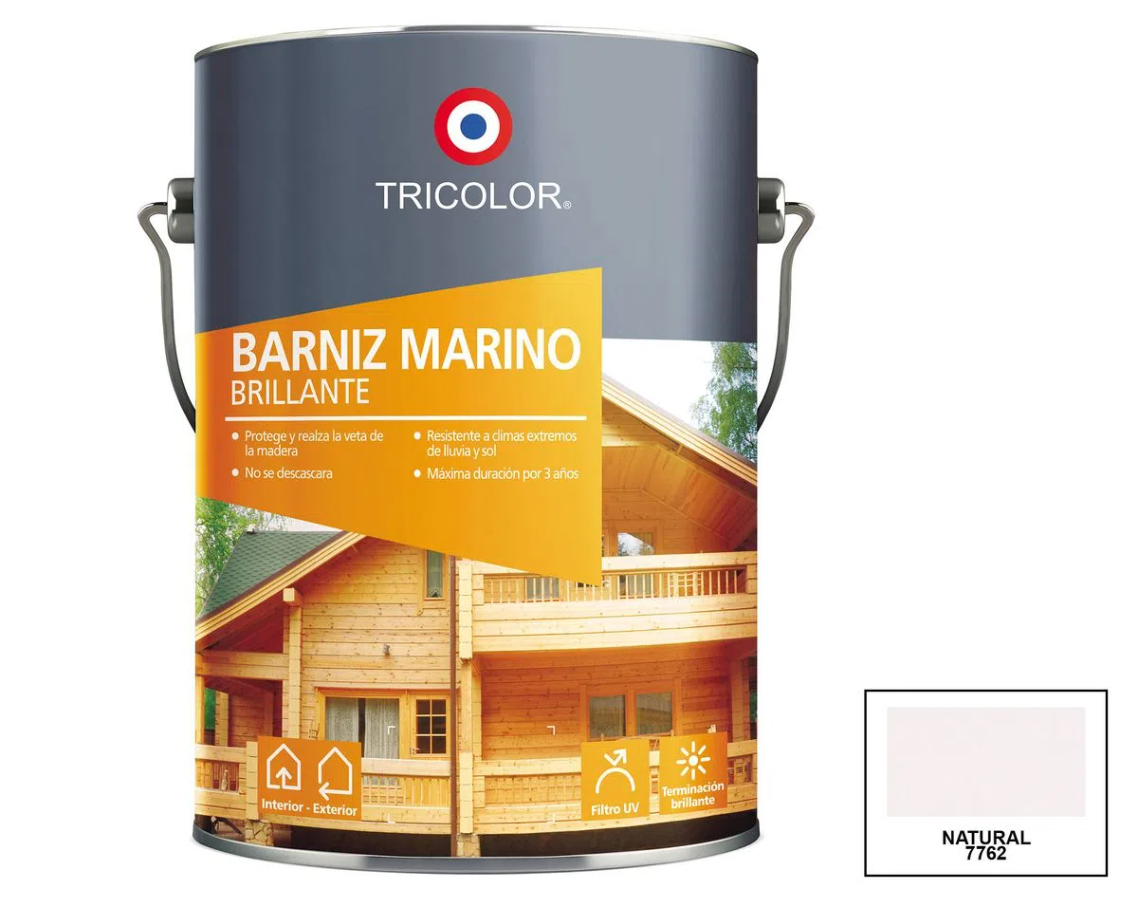 TRICOLOR®
BARNIZ MARINO
BRILLANTE
• Protege y realza la veta de
la madera
• No se descascara
• Resistente a climas extremos
de lluvia y sol
• Máxima duración por 3 años
Interior - Exterior
Filtro UV
Terminación
brillante
NATURAL
7762